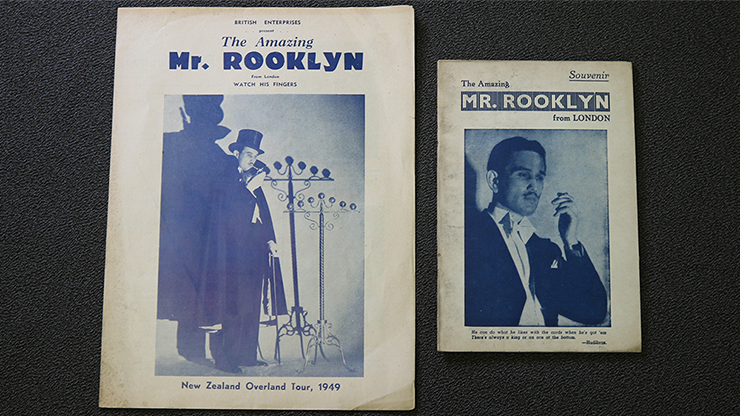 BRITISH ENTERPRISES
present
The Amazing
Mr. ROOKLYN
From London
WATCH HIS FINGERS
New Zealand Overland Tour, 1949
Souvenir
The Amazing
MR. ROOKLYN
from LONDON
He can do what he likes with the cards when he's got 'em
There's always a king or an ace at the bottom.
—Hudibras.